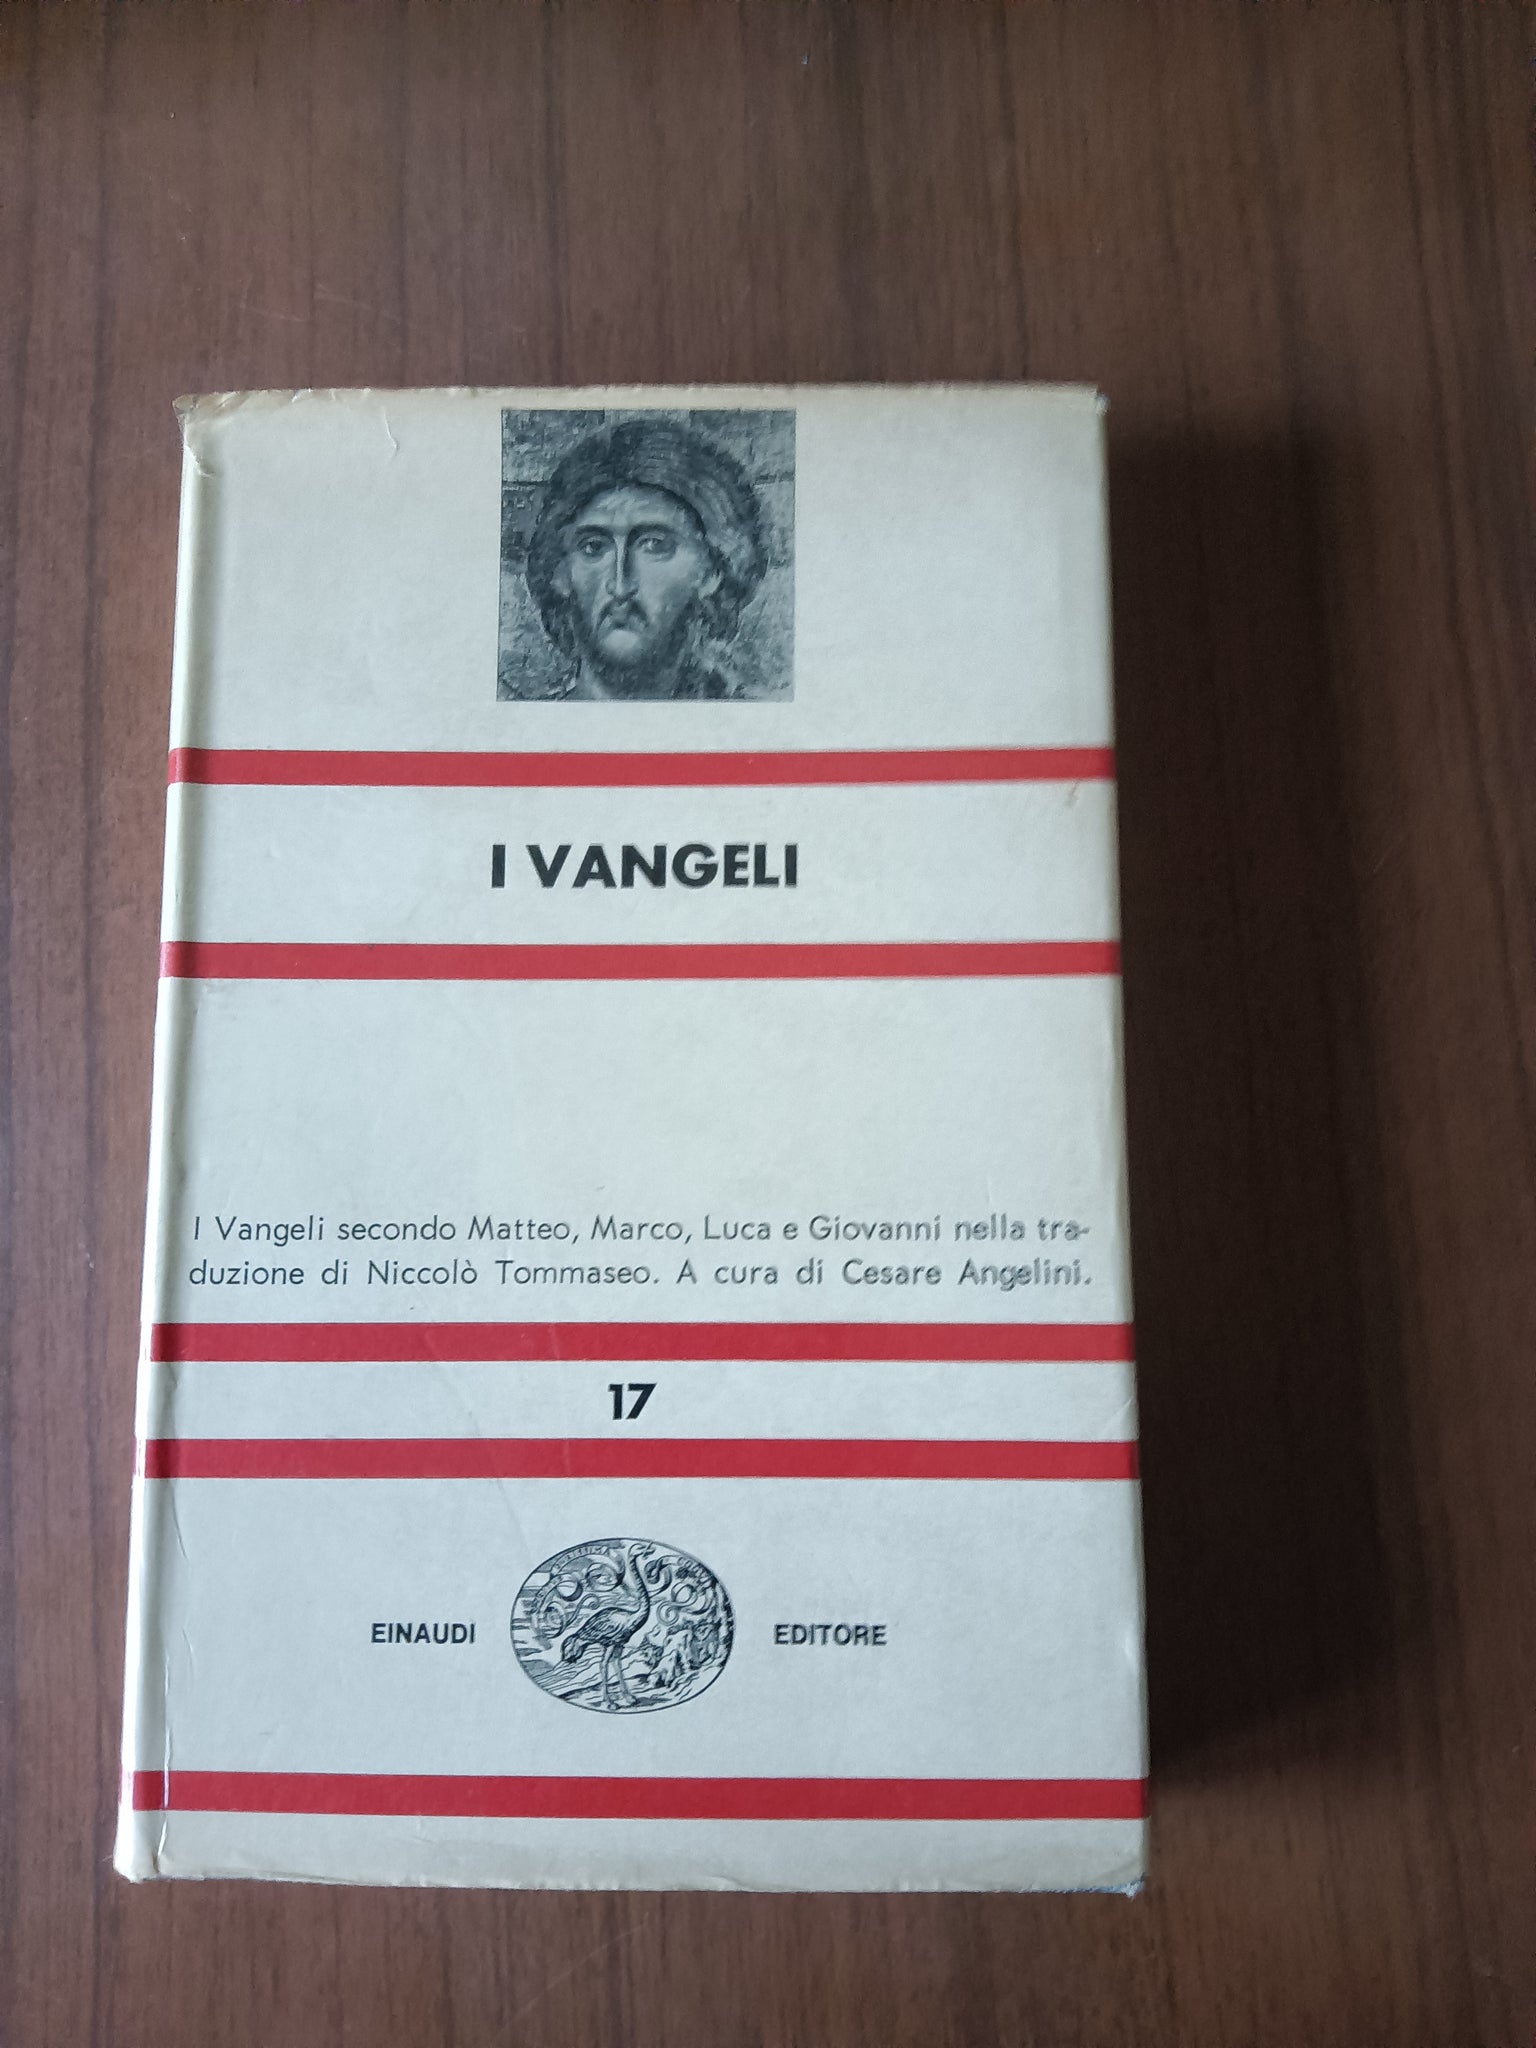 I VANGELI
I Vangeli secondo Matteo, Marco, Luca e Giovanni nella tra-
duzione di Niccolò Tommaseo. A cura di Cesare Angelini.
17
EINAUDI
EDITORE